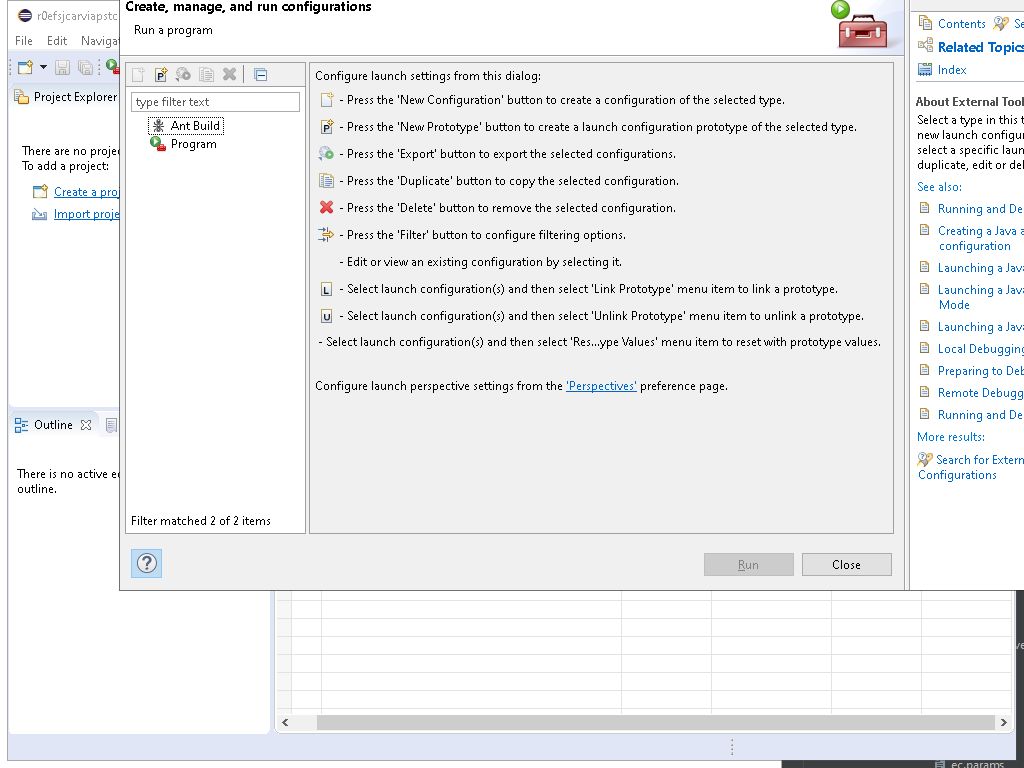 Create, manage, and run configurations
Run a program
r0efsjcarviapstc
File Edit Naviga
Project Explorer
There are no proje
To add a project:
Create a proj
Import proje
type filter text
Ant Build
Program
Filter matched 2 of 2 items
Configure launch settings from this dialog:
- Press the 'New Configuration' button to create a configuration of the selected type.
- Press the 'New Prototype' button to create a launch configuration prototype of the selected type.
- Press the 'Export' button to export the selected configurations.
- Press the 'Duplicate' button to copy the selected configuration.
- Press the 'Delete' button to remove the selected configuration.
- Press the 'Filter' button to configure filtering options.
- Edit or view an existing configuration by selecting it.
L - Select launch configuration(s) and then select 'Link Prototype' menu item to link a prototype.
U - Select launch configuration(s) and then select 'Unlink Prototype' menu item to unlink a prototype.
- Select launch configuration(s) and then select 'Res...ype Values' menu item to reset with prototype values.
Configure launch perspective settings from the 'Perspectives' preference page.
Run
Close
Outline
There is no active ec
outline.
Contents Se
Related Topics
Index
About External Tool
Select a type in this t
new launch configur
select a specific laun
duplicate, edit or del
See also:
Running and De
Creating a Java a
configuration
Launching a Java
Launching a Java
Mode
Launching a Java
Local Debugging
Preparing to Deb
Remote Debugg
Running and De
More results:
Search for Extern
Configurations
ve
ec.params